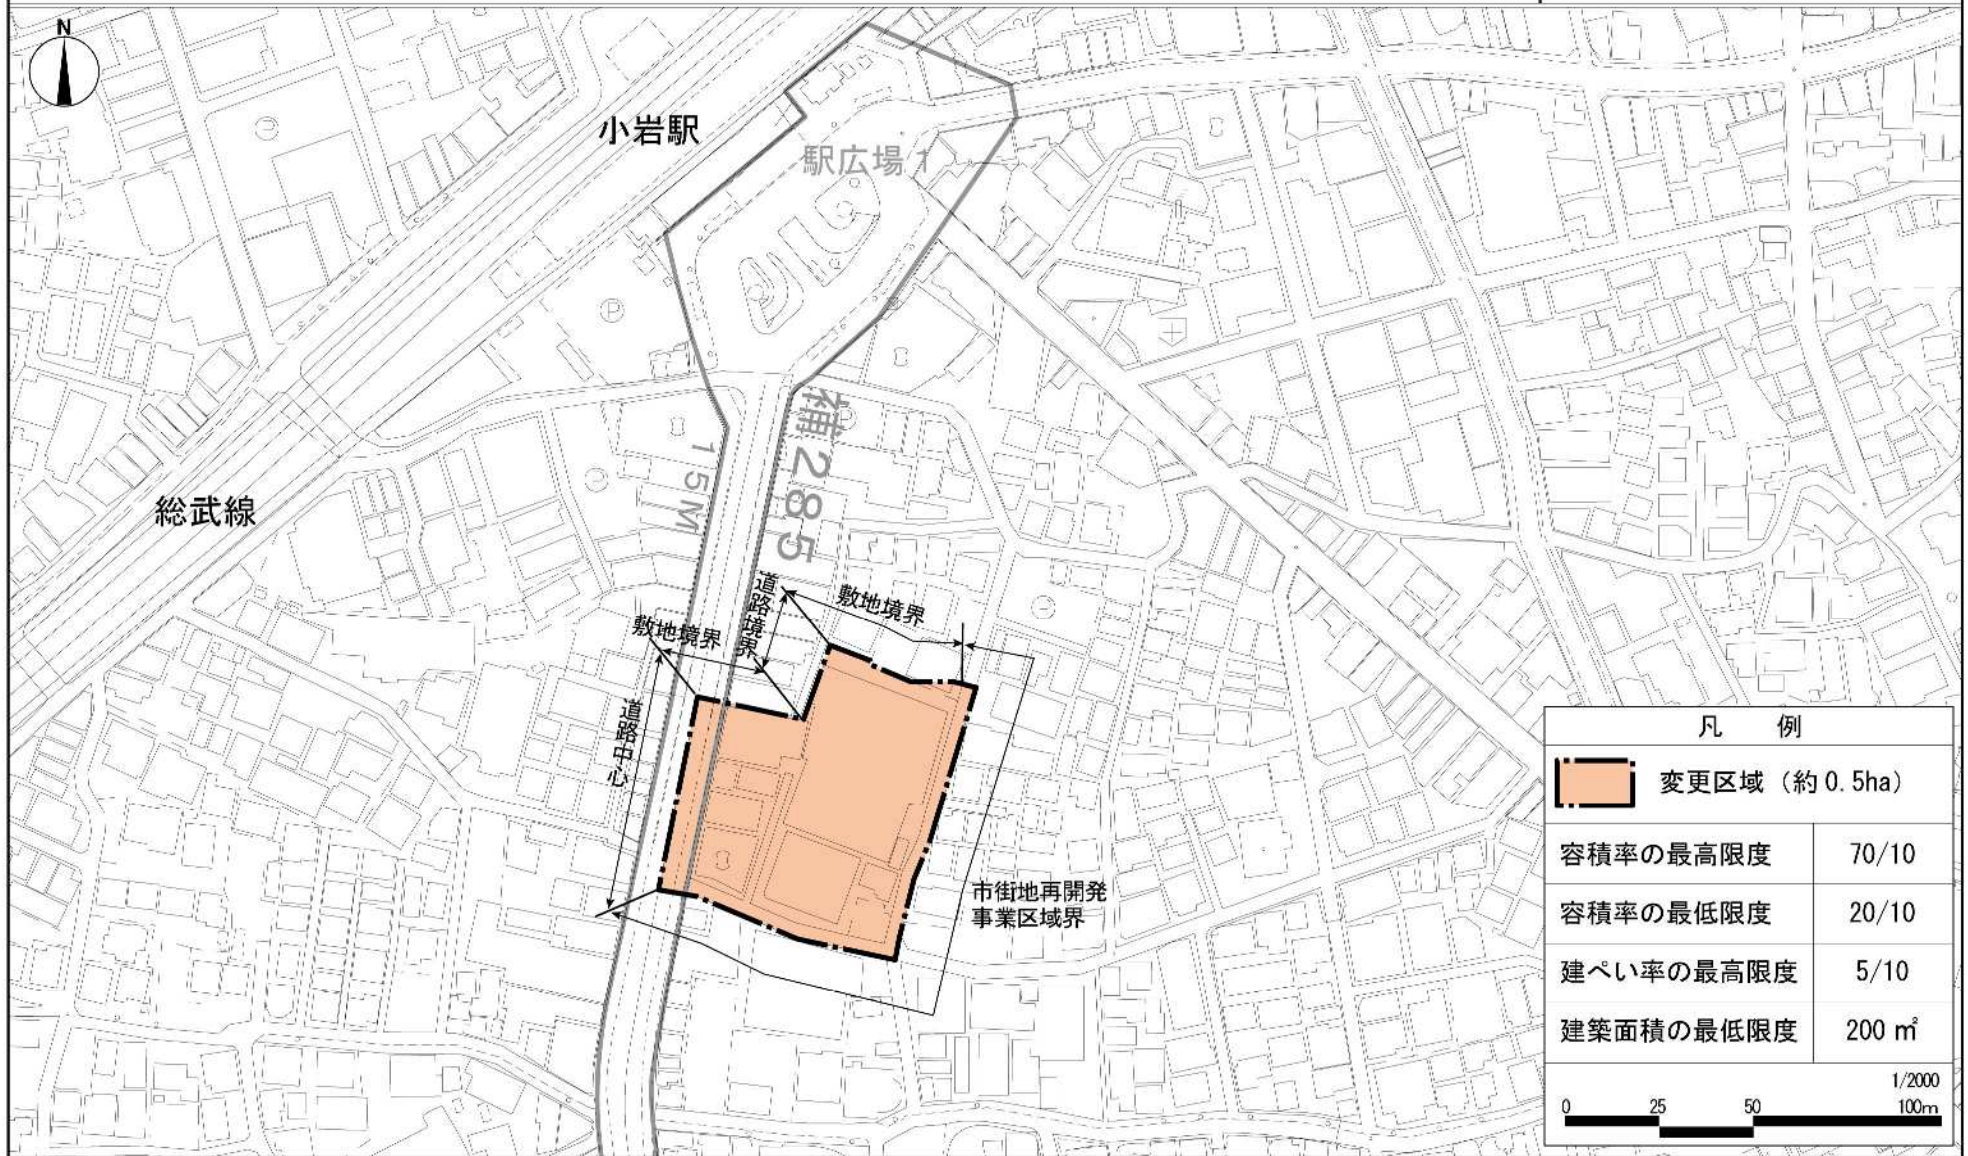 N
小岩駅
駅広場 1
総武線
15M
補285
道路境界
敷地境界
敷地境界
道路中心
市街地再開発
事業区域界
凡 例
変更区域（約 0.5ha）
容積率の最高限度 70/10
容積率の最低限度 20/10
建ぺい率の最高限度 5/10
建築面積の最低限度 200 ㎡
1/2000
0 25 50 100m